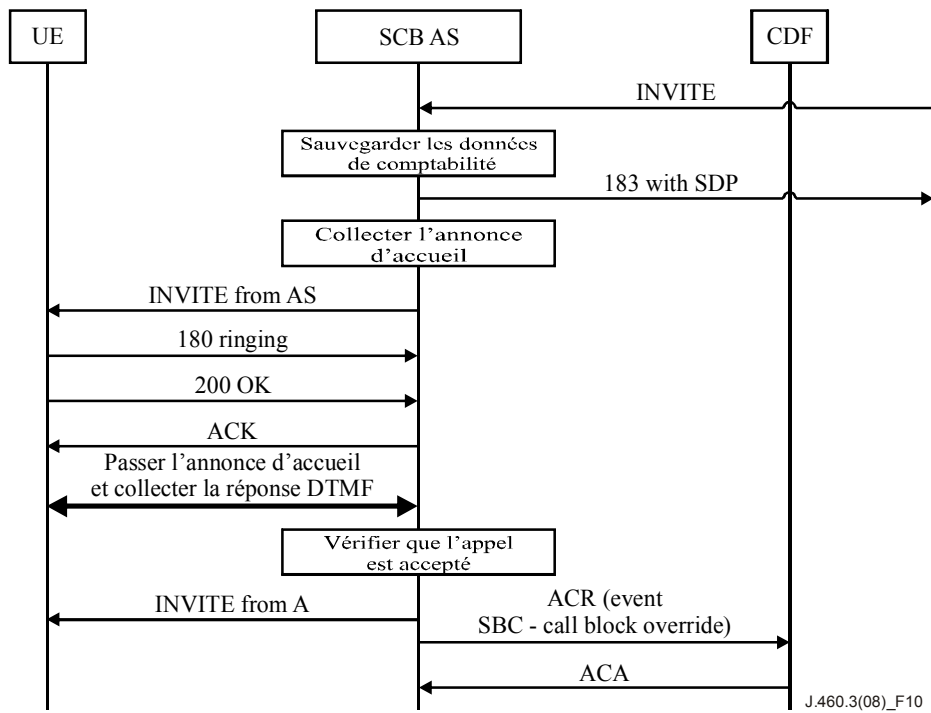 UE
SCB AS
CDF
INVITE
Sauvegarder les données
de comptabilité
183 with SDP
Collecter l'annonce
d'accueil
INVITE from AS
180 ringing
200 OK
ACK
Passer l'annonce d'accueil
et collecter la réponse DTMF
Vérifier que l'appel
est accepté
INVITE from A
ACR (event
SBC - call block override)
ACA
J.460.3(08)_F10